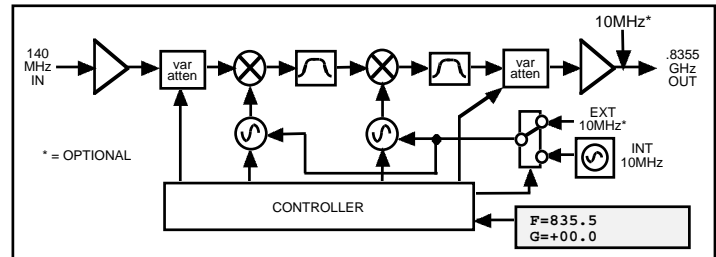 10MHz*
140
MHz
IN
var
atten
var
atten
.8355
GHz
OUT
EXT
10MHz*
* = OPTIONAL
INT
10MHz
CONTROLLER
F=835.5
G=+00.0